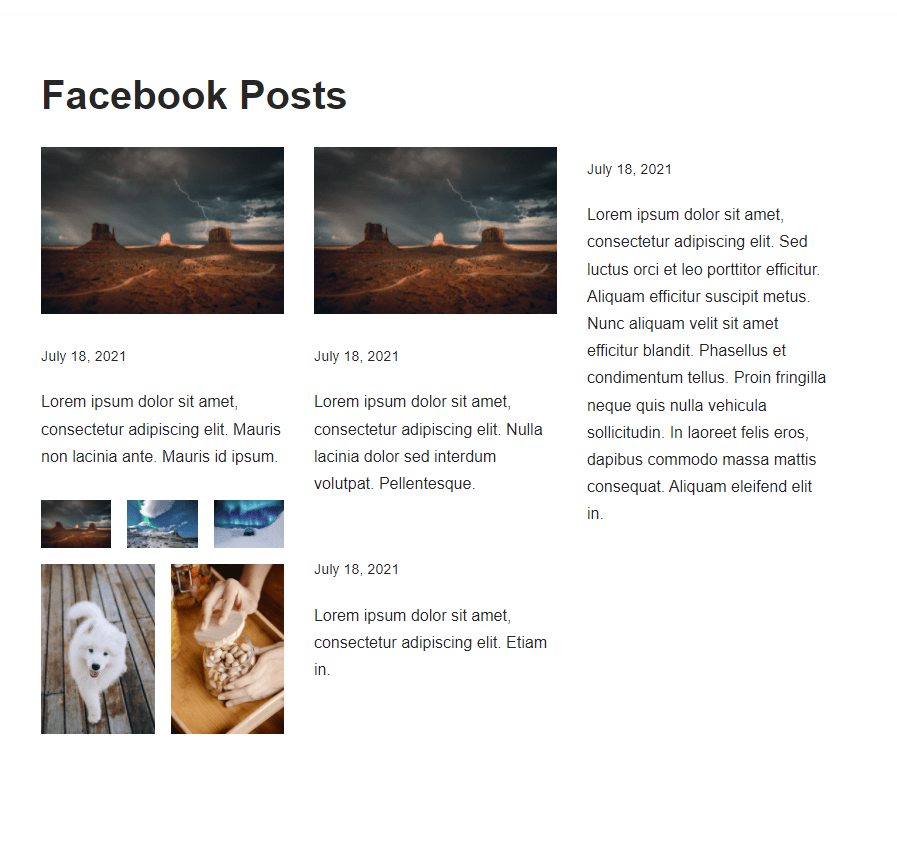 Facebook Posts
July 18, 2021
Lorem ipsum dolor sit amet,
consectetur adipiscing elit. Mauris
non lacinia ante. Mauris id ipsum.
July 18, 2021
Lorem ipsum dolor sit amet,
consectetur adipiscing elit. Nulla
lacinia dolor sed interdum
volutpat. Pellentesque.
July 18, 2021
Lorem ipsum dolor sit amet,
consectetur adipiscing elit. Etiam
in.
July 18, 2021
Lorem ipsum dolor sit amet,
consectetur adipiscing elit. Sed
luctus orci et leo porttitor efficitur.
Aliquam efficitur suscipit metus.
Nunc aliquam velit sit amet
efficitur blandit. Phasellus et
condimentum tellus. Proin fringilla
neque quis nulla vehicula
sollicitudin. In laoreet felis eros,
dapibus commodo massa mattis
consequat. Aliquam eleifend elit
in.